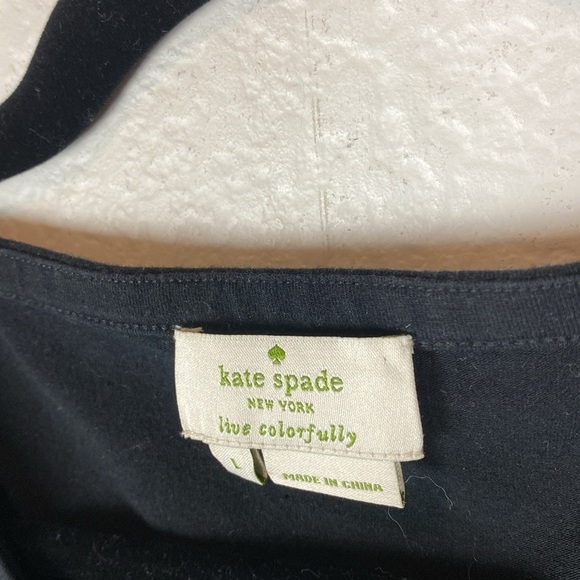 kate spade
NEW YORK
live colorfully
L
MADE IN CHINA